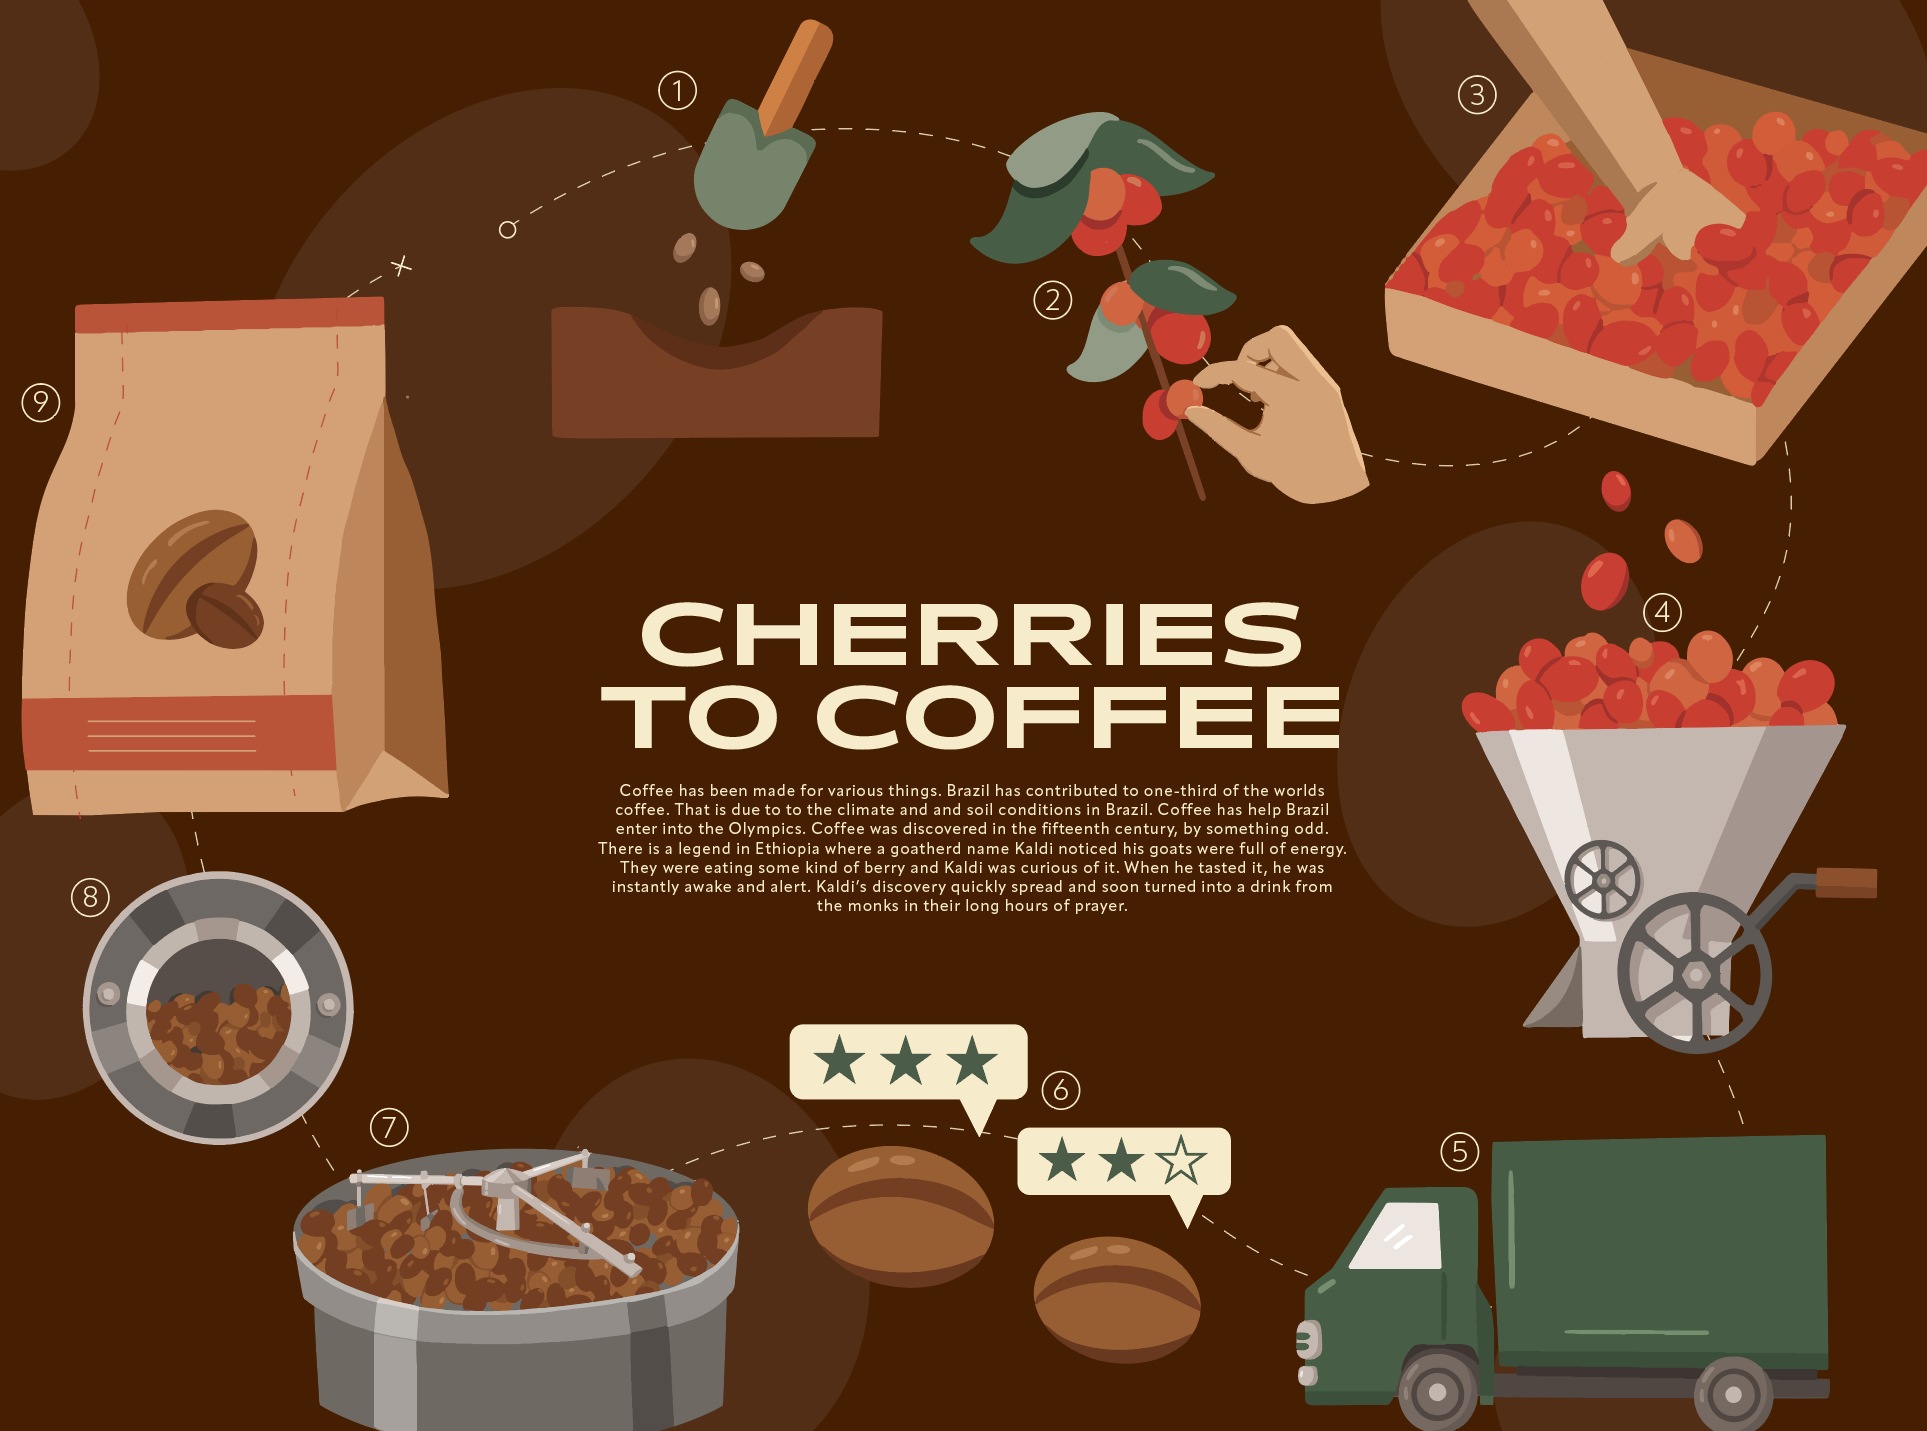 1
3
2
9
4
CHERRIES
TO COFFEE
Coffee has been made for various things. Brazil has contributed to one-third of the worlds
coffee. That is due to to the climate and and soil conditions in Brazil. Coffee has help Brazil
enter into the Olympics. Coffee was discovered in the fifteenth century, by something odd.
There is a legend in Ethiopia where a goatherd name Kaldi noticed his goats were full of energy.
They were eating some kind of berry and Kaldi was curious of it. When he tasted it, he was
instantly awake and alert. Kaldi's discovery quickly spread and soon turned into a drink from
the monks in their long hours of prayer.
8
6
7
5